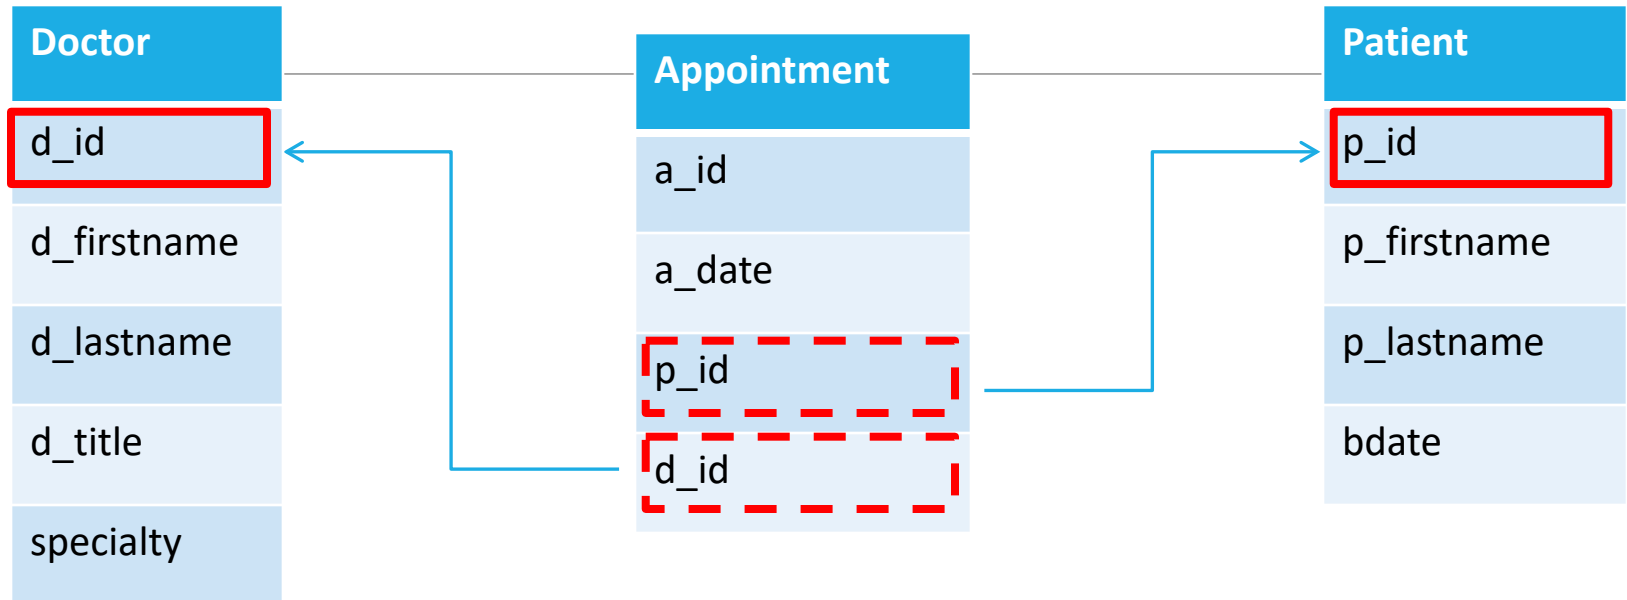 Doctor
d_id
d_firstname
d_lastname
d_title
specialty
Appointment
a_id
a_date
p_id
d_id
Patient
p_id
p_firstname
p_lastname
bdate